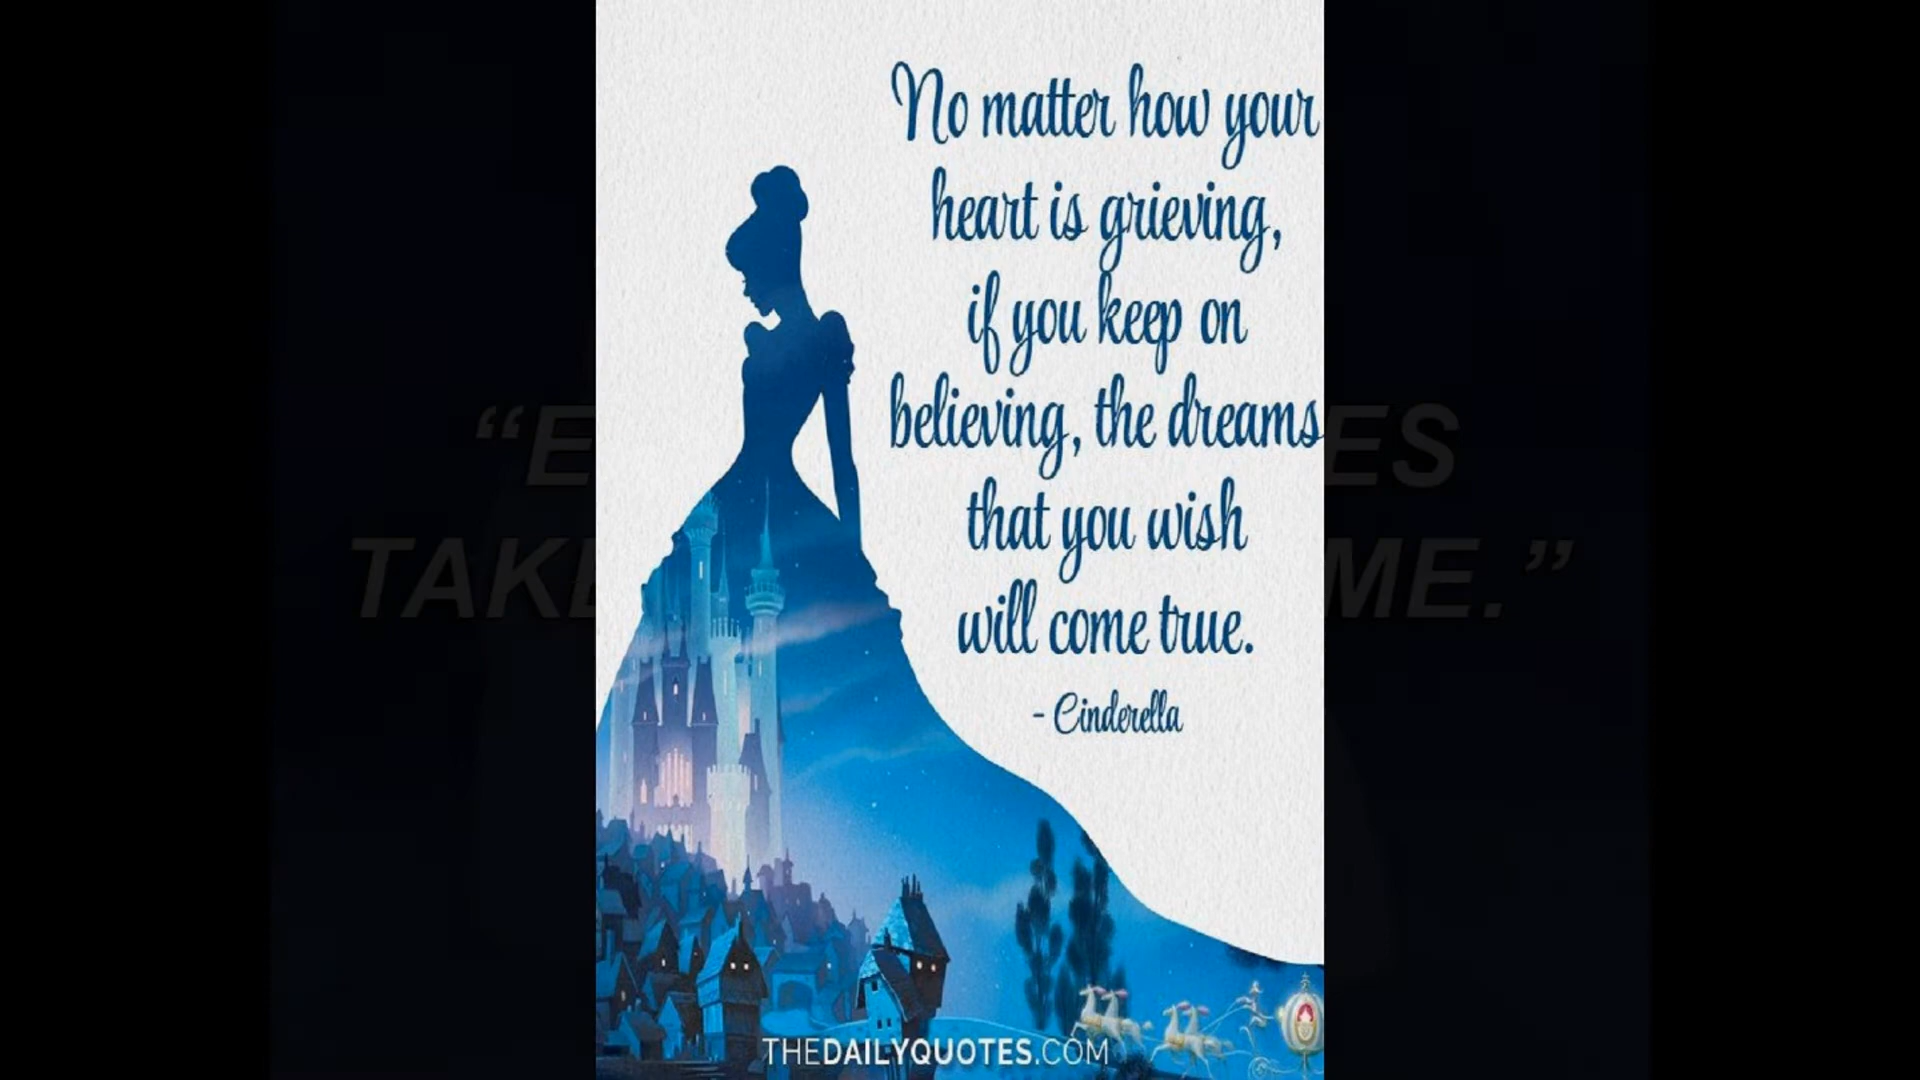 No matter how your
heart is grieving,
if you keep on
believing, the dreams
that you wish
will come true.
- Cinderella
THEDAILYQUOTES.COM